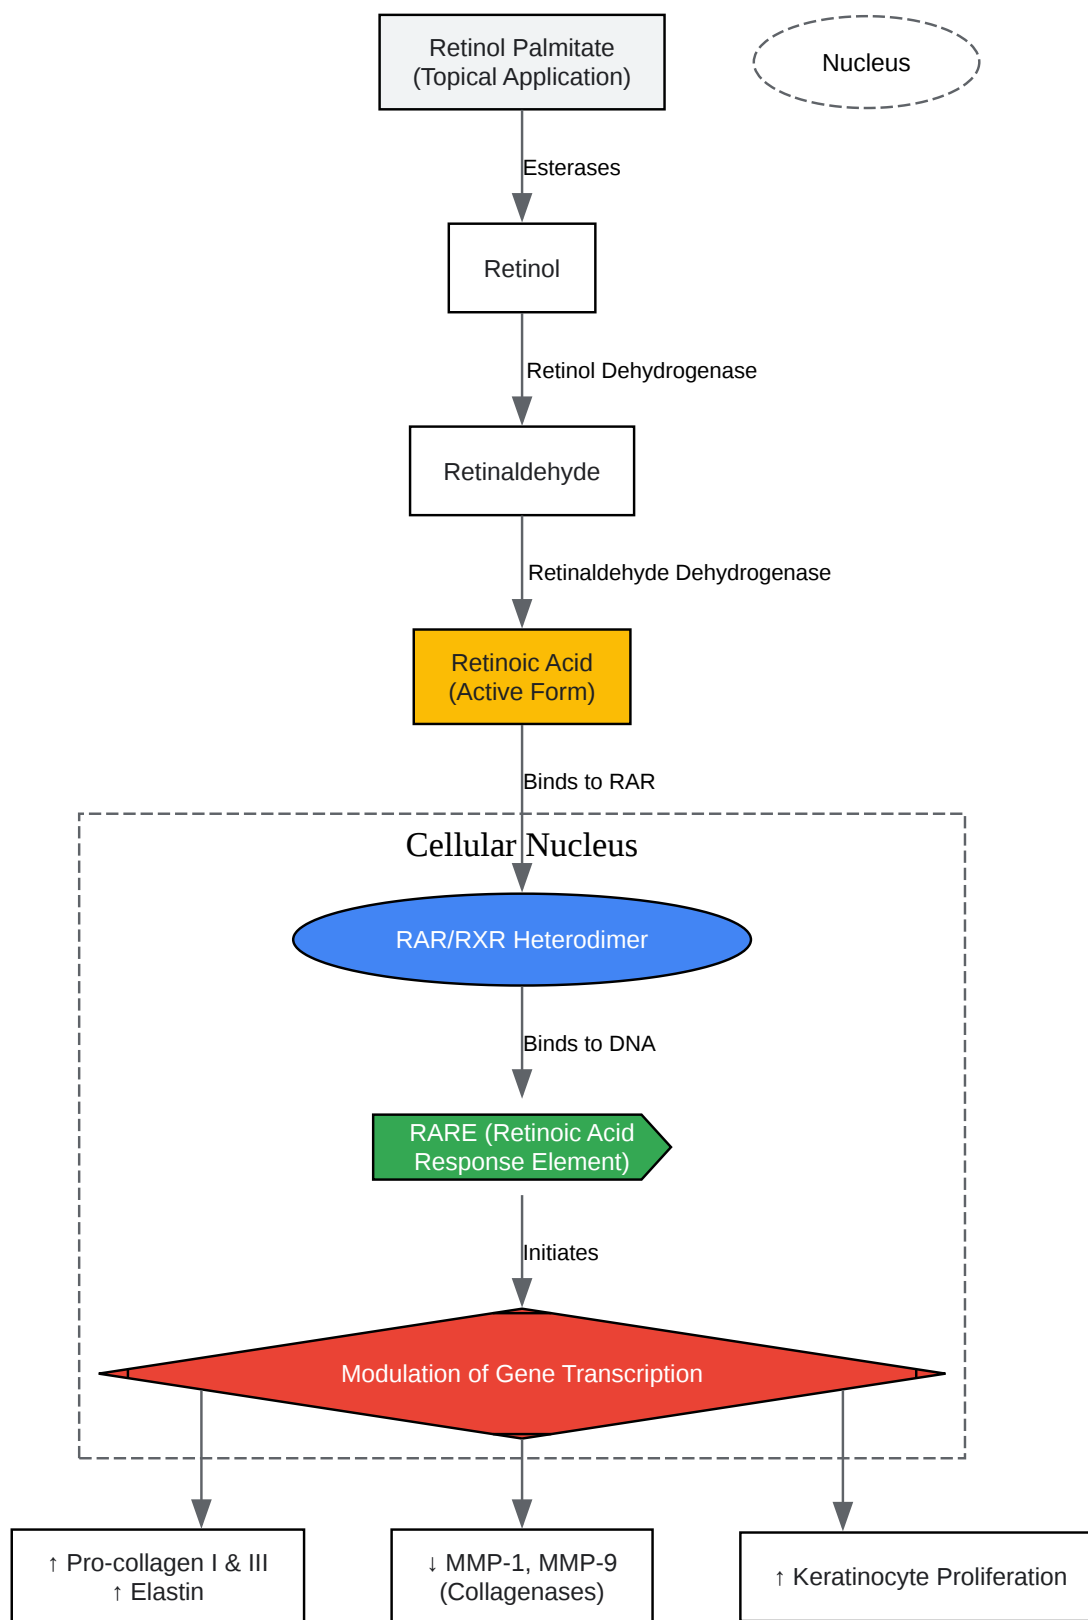 Retinol Palmitate
(Topical Application)
Nucleus
Esterases
Retinol
Retinol Dehydrogenase
Retinaldehyde
Retinaldehyde Dehydrogenase
Retinoic Acid
(Active Form)
Binds to RAR
Cellular Nucleus
RAR/RXR Heterodimer
Binds to DNA
RARE (Retinoic Acid
Response Element)
Initiates
Modulation of Gene Transcription
↑ Pro-collagen I & III
↑ Elastin
↓ MMP-1, MMP-9
(Collagenases)
↑ Keratinocyte Proliferation